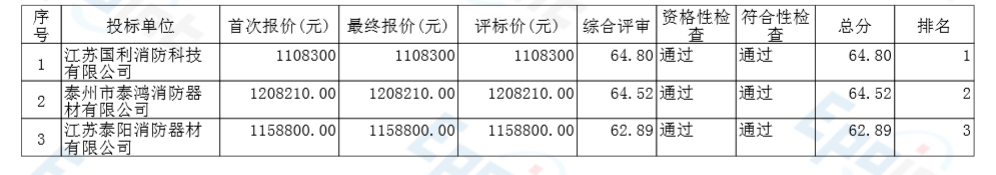 序号 投标单位 首次报价(元) 最终报价(元) 评标价(元) 综合评审 资格性检查 符合性检查 总分 排名
1 江苏国利消防科技有限公司 1108300 1108300 1108300 64.80 通过 通过 64.80 1
2 泰州市泰鸿消防器材有限公司 1208210.00 1208210.00 1208210.00 64.52 通过 通过 64.52 2
3 江苏泰阳消防器材有限公司 1158800.00 1158800.00 1158800.00 62.89 通过 通过 62.89 3